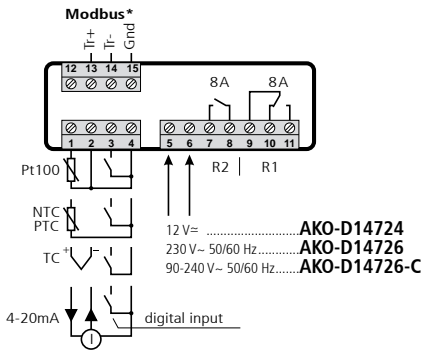 Modbus*
Tr+ Tr- Gnd
12 13 14 15
8A 8A
1 2 3 4 5 6 7 8 9 10 11
Pt100
R2 | R1
NTC
PTC
12 V≂ ........................AKO-D14724
230 V~ 50/60 Hz...........AKO-D14726
90-240 V~ 50/60 Hz.......AKO-D14726-C
TC + −
4-20mA
digital input
I